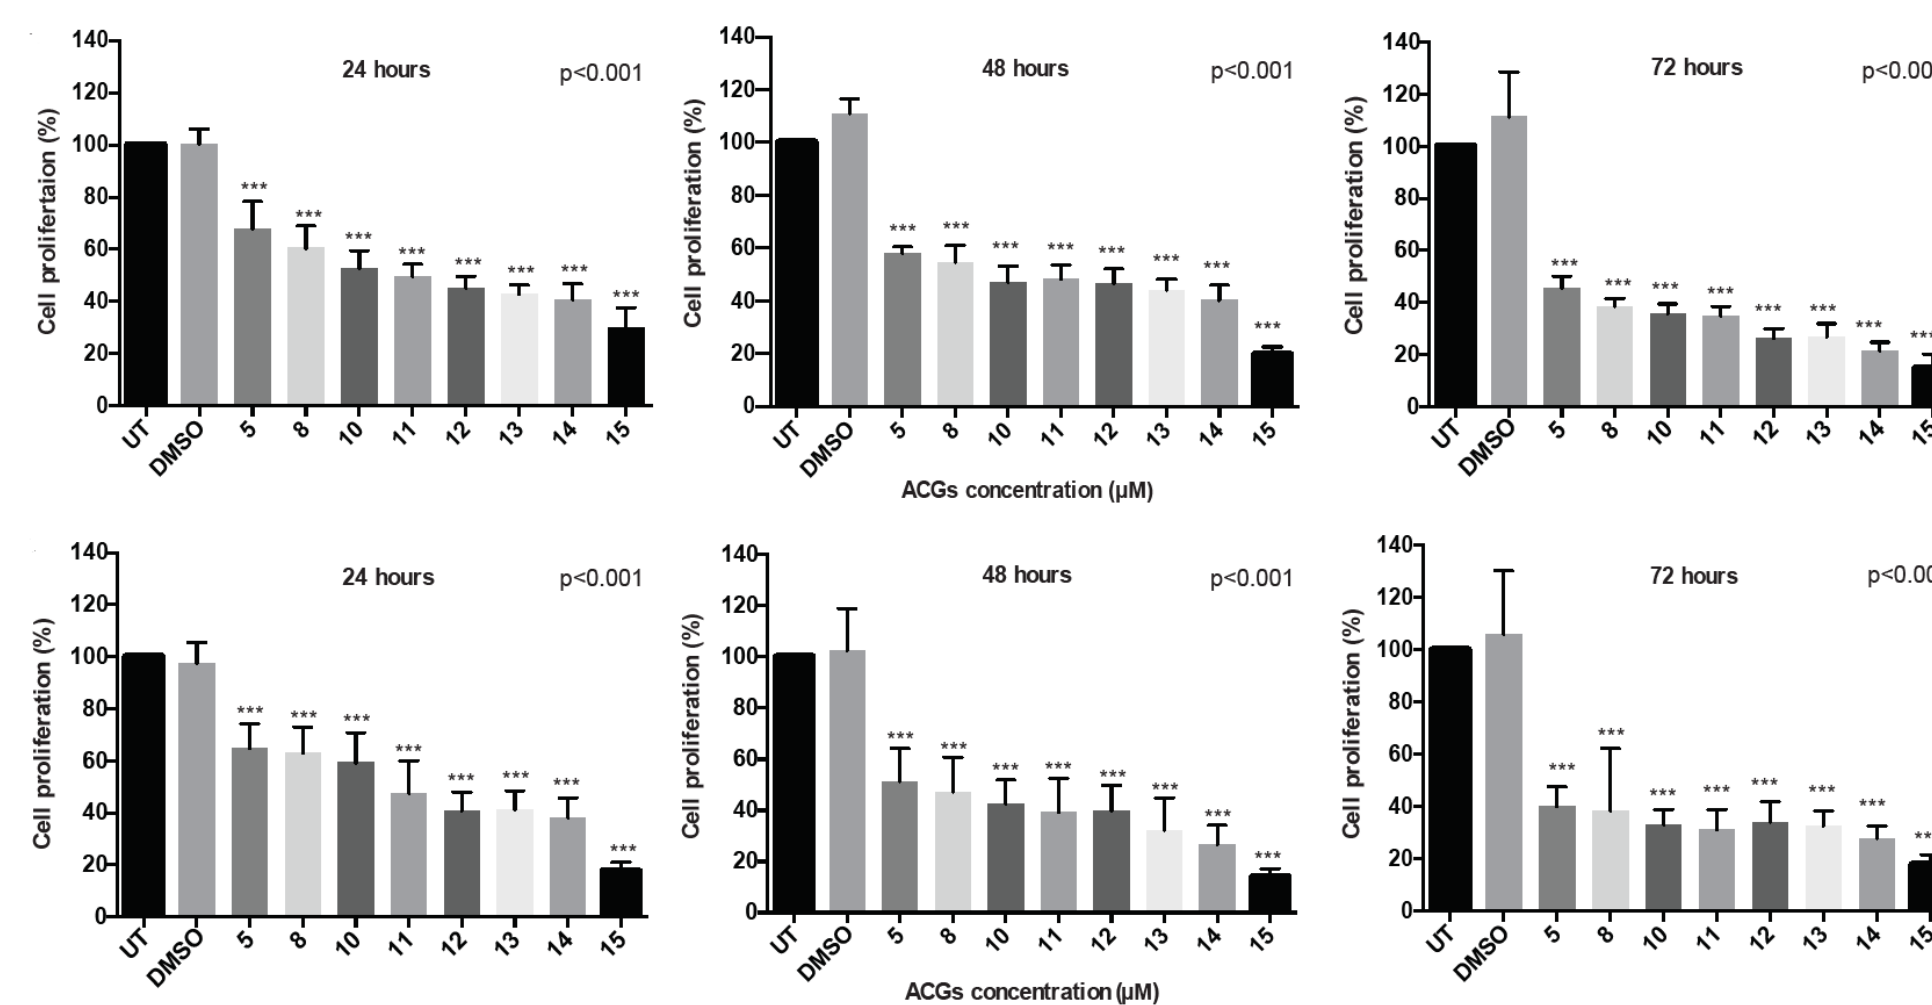 24 hours
p<0.001
Cell prolifertaion (%)
140
120
100
80
60
40
20
0
*** *** *** *** *** *** *** ***
UT DMSO 5 8 10 11 12 13 14 15
48 hours
p<0.001
Cell proliferation (%)
140
120
100
80
60
40
20
0
*** *** *** *** *** *** *** ***
UT DMSO 5 8 10 11 12 13 14 15
ACGs concentration (µM)
72 hours
p<0.00
Cell proliferation (%)
140
120
100
80
60
40
20
0
*** *** *** *** *** *** *** ***
UT DMSO 5 8 10 11 12 13 14 15
24 hours
p<0.001
Cell proliferation (%)
140
120
100
80
60
40
20
0
*** *** *** *** *** *** *** ***
UT DMSO 5 8 10 11 12 13 14 15
48 hours
p<0.001
Cell proliferation (%)
140
120
100
80
60
40
20
0
*** *** *** *** *** *** *** ***
UT DMSO 5 8 10 11 12 13 14 15
ACGs concentration (µM)
72 hours
p<0.00
Cell proliferation (%)
140
120
100
80
60
40
20
0
*** *** *** *** *** *** *** **
UT DMSO 5 8 10 11 12 13 14 15